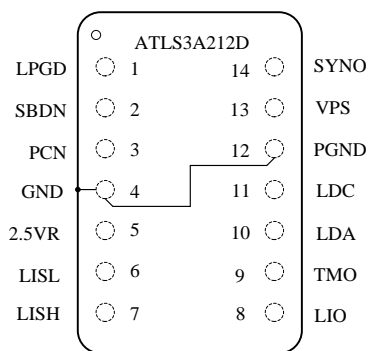 ATLS3A212D
LPGD 1 14 SYNO
SBDN 2 13 VPS
PCN 3 12 PGND
GND 4 11 LDC
2.5VR 5 10 LDA
LISL 6 9 TMO
LISH 7 8 LIO